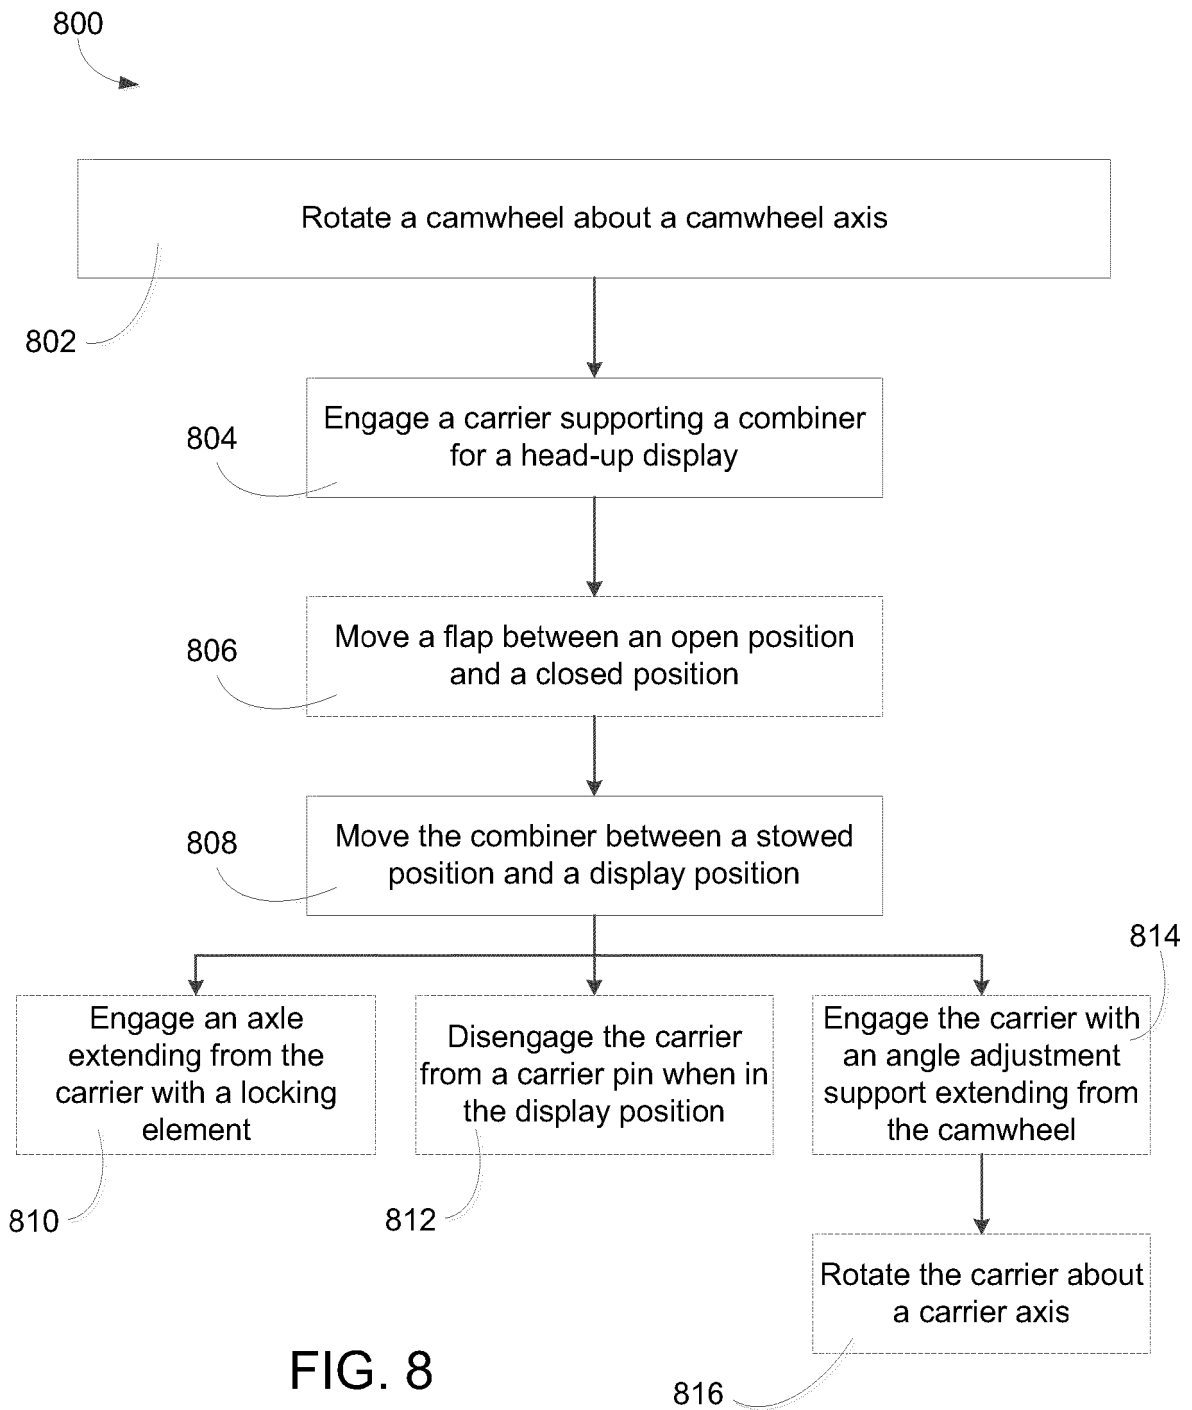 800
Rotate a camwheel about a camwheel axis
802
Engage a carrier supporting a combiner
for a head-up display
804
Move a flap between an open position
and a closed position
806
Move the combiner between a stowed
position and a display position
808
814
Engage an axle
extending from the
carrier with a locking
element
Disengage the carrier
from a carrier pin when in
the display position
Engage the carrier with
an angle adjustment
support extending from
the camwheel
810
812
Rotate the carrier about
a carrier axis
816
FIG. 8